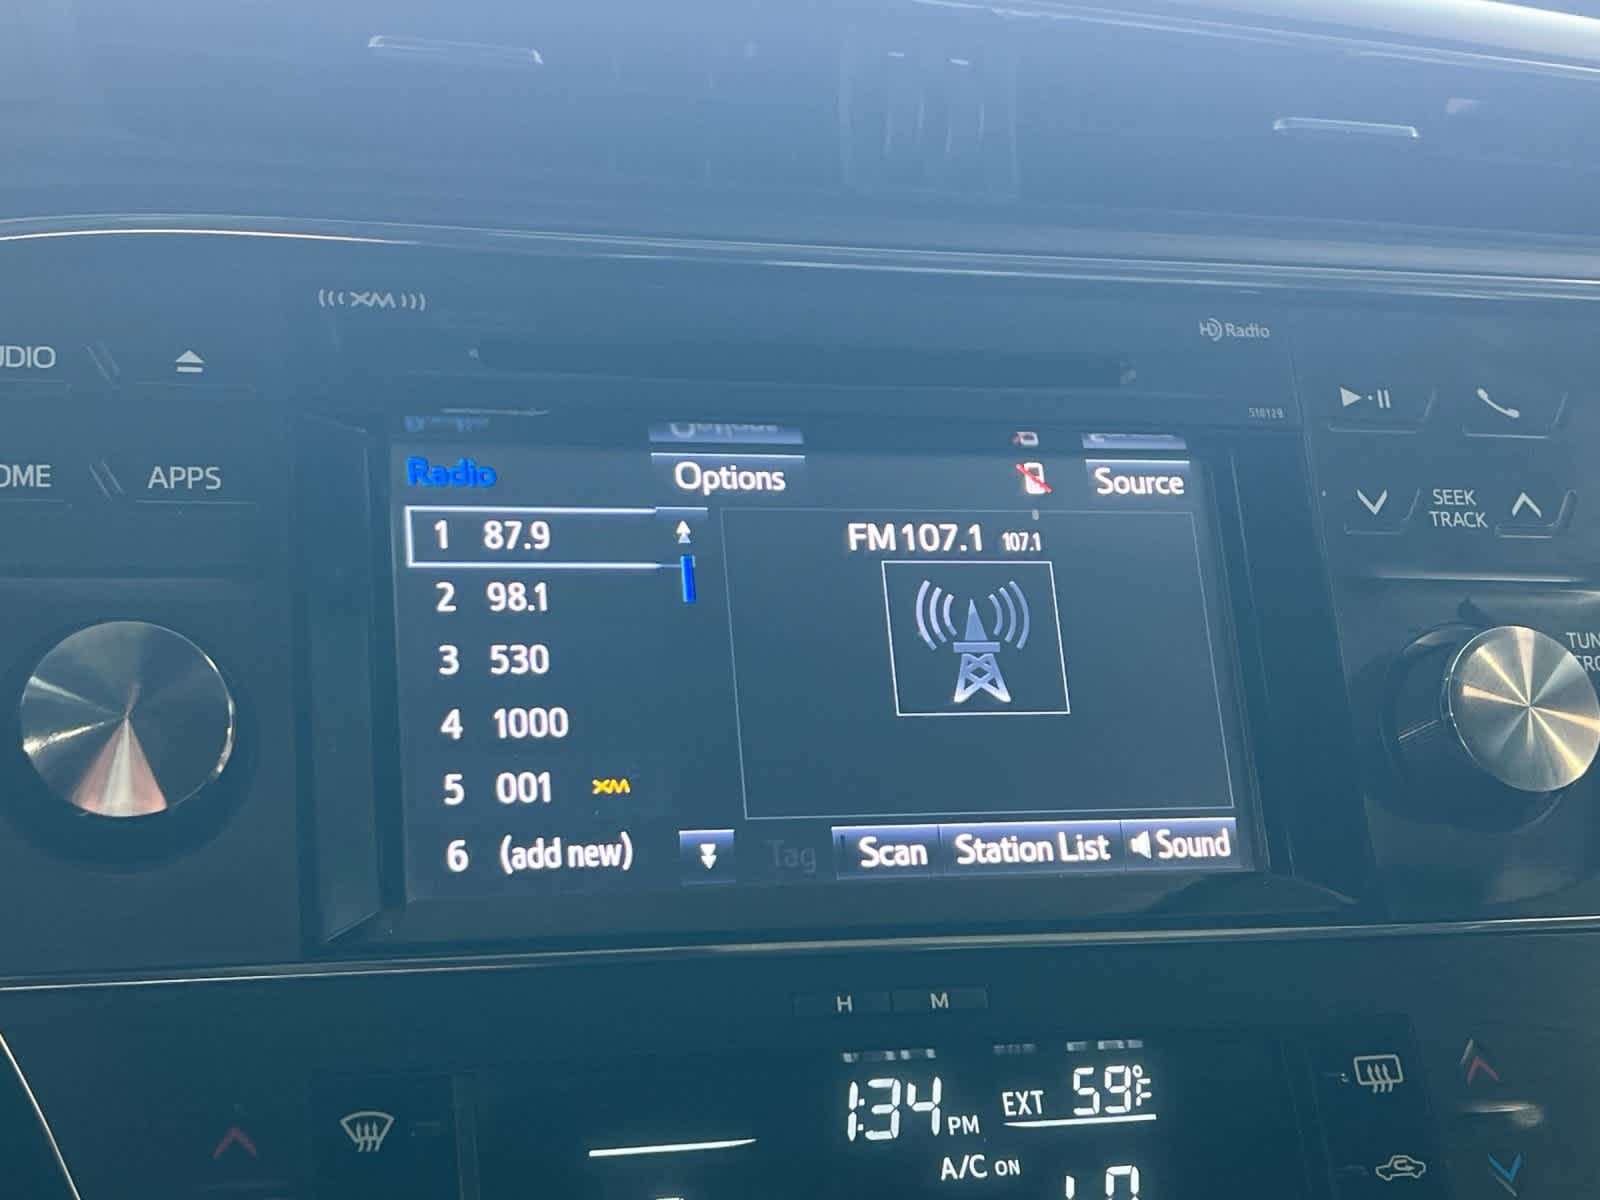 XM
HD Radio
UDIO
510129
OME
APPS
Radio
Options
Source
SEEK
TRACK
1 87.9
FM 107.1 107.1
2 98.1
3 530
4 1000
5 001 XM
6 (add new)
Tag
Scan
Station List
Sound
TUN
H
M
1:34 PM
EXT 59°F
A/C ON